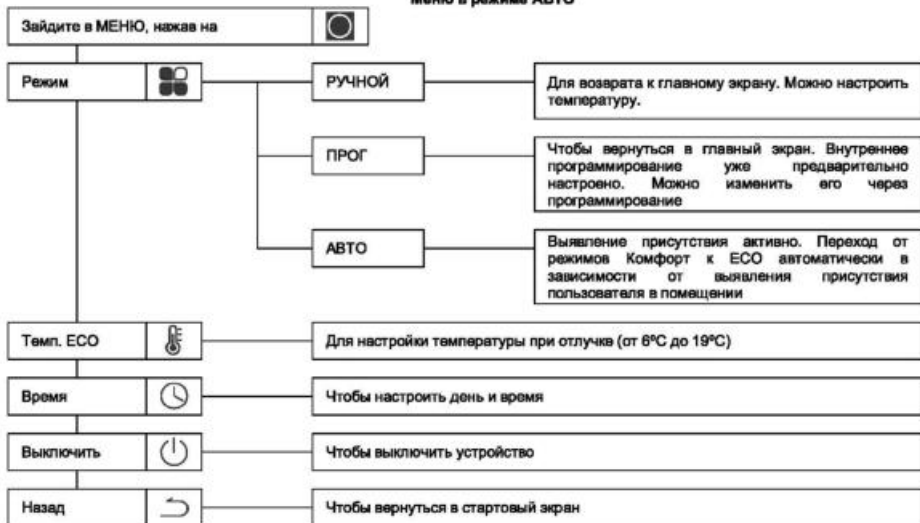 Меню в режиме АВТО
Зайдите в МЕНЮ, нажав на
Режим
РУЧНОЙ
Для возврата к главному экрану. Можно настроить
температуру.
ПРОГ
Чтобы вернуться в главный экран. Внутреннее
программирование уже предварительно
настроено. Можно изменить его через
программирование
АВТО
Выявление присутствия активно. Переход от
режимов Комфорт к ECO автоматически в
зависимости от выявления присутствия
пользователя в помещении
Темп. ECO
Для настройки температуры при отлучке (от 6ºC до 19ºC)
Время
Чтобы настроить день и время
Выключить
Чтобы выключить устройство
Назад
Чтобы вернуться в стартовый экран